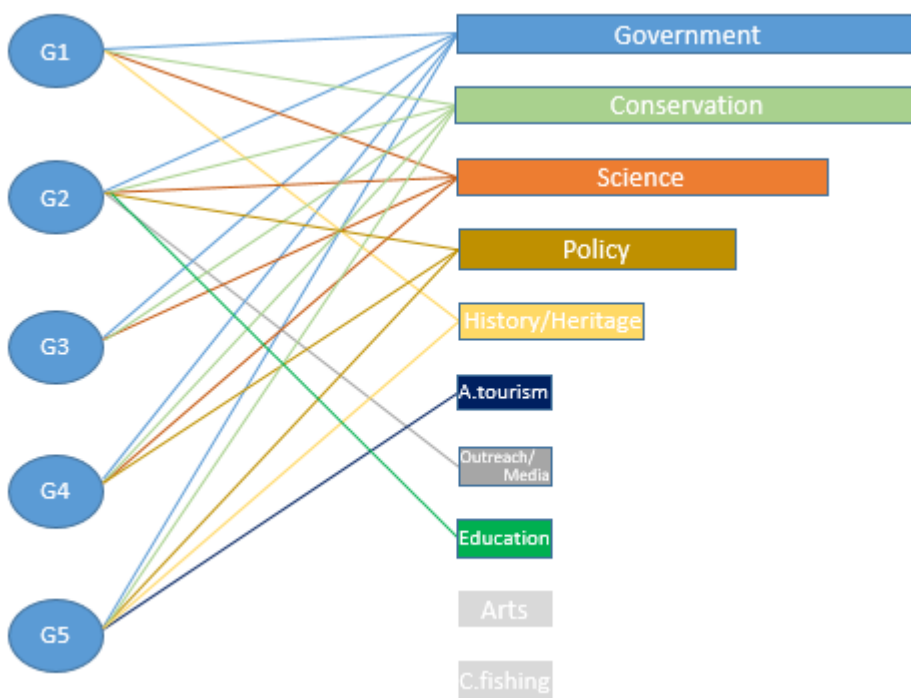 G1
G2
G3
G4
G5
Government
Conservation
Science
Policy
History/Heritage
A.tourism
Outreach/
Media
Education
Arts
C.fishing